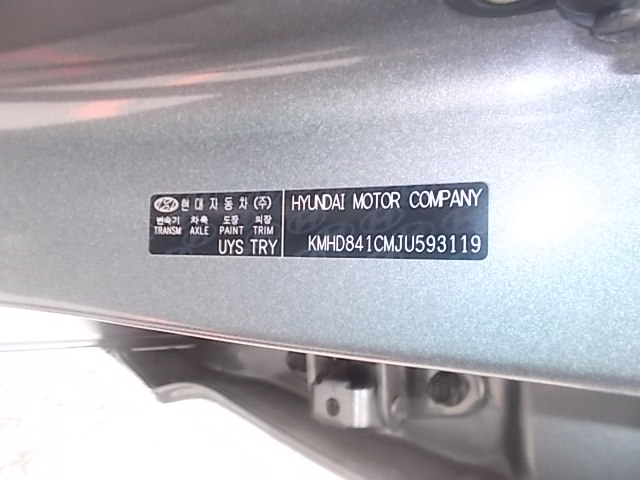 현대자동차(주)
변속기 차축 도장 의장
TRANSM AXLE PAINT TRIM
UYS TRY
HYUNDAI MOTOR COMPANY
KMHD841CMJU593119